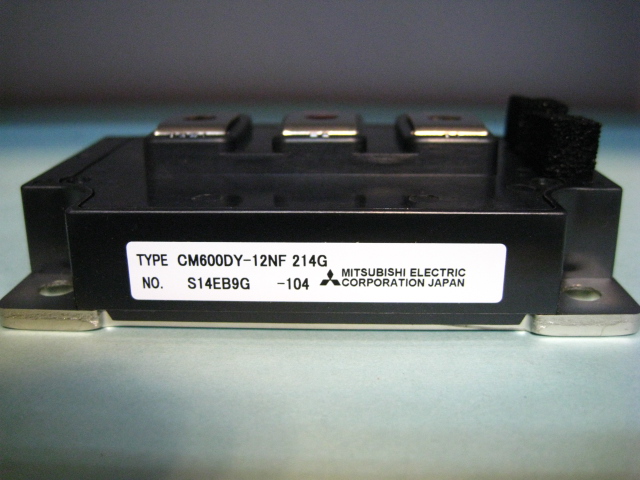 TYPE CM600DY-12NF 214G
NO. S14EB9G -104 MITSUBISHI ELECTRIC
CORPORATION JAPAN